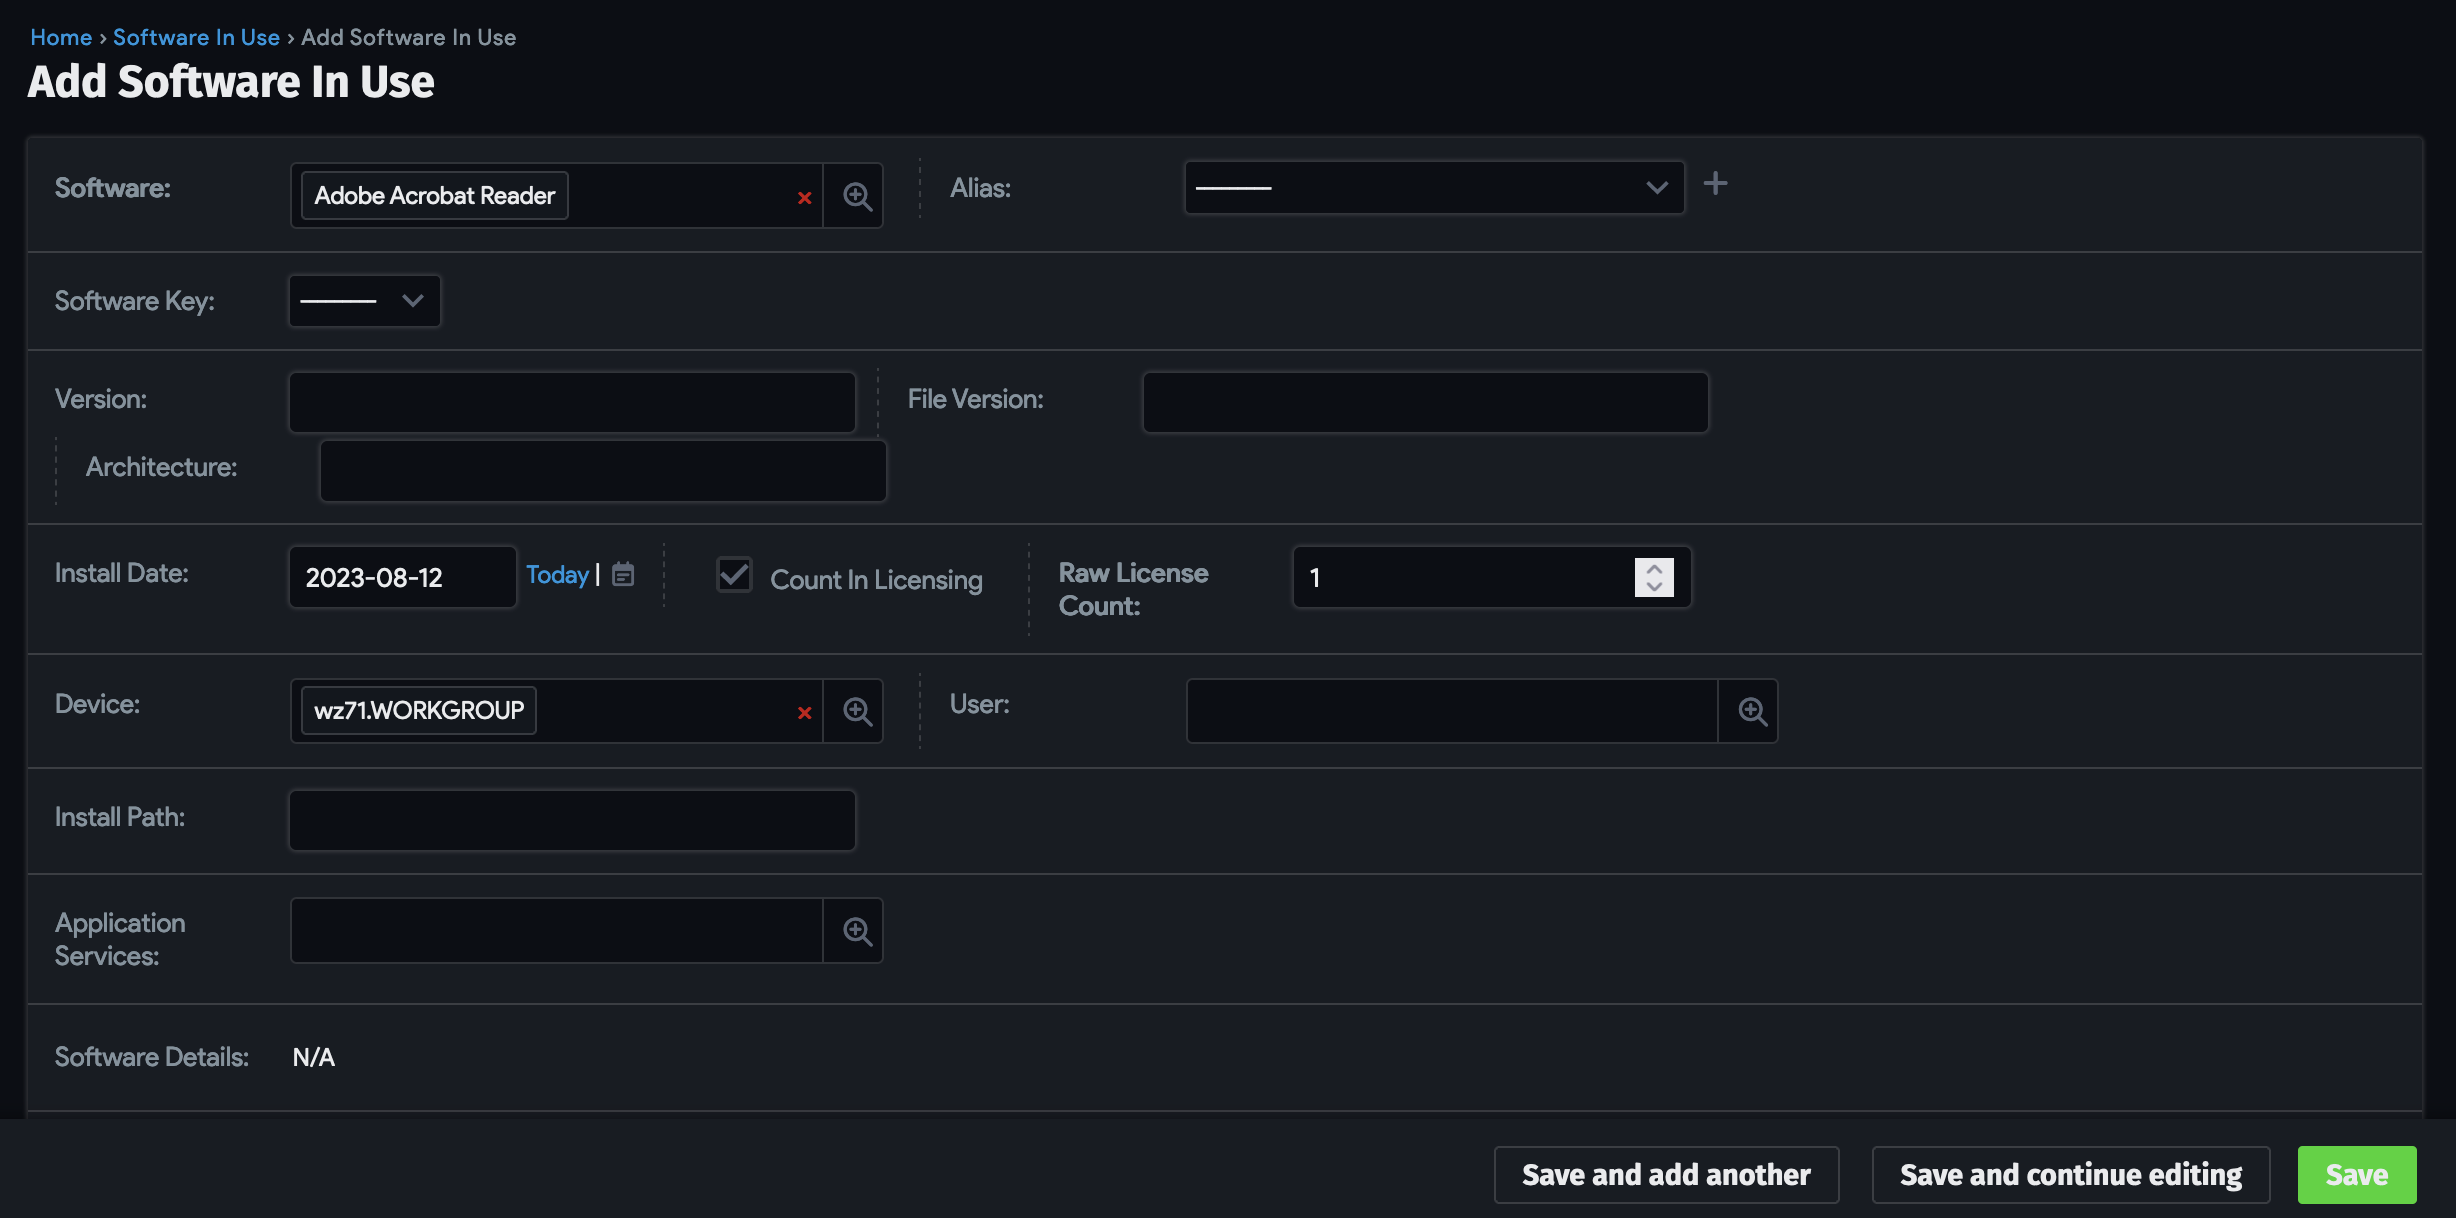 Home › Software In Use › Add Software In Use
Add Software In Use
Software: Adobe Acrobat Reader Alias: ---------
Software Key: ---------
Version: File Version:
Architecture:
Install Date: 2023-08-12 Today | Count In Licensing Raw License Count: 1
Device: wz71.WORKGROUP User:
Install Path:
Application Services:
Software Details: N/A
Save and add another Save and continue editing Save